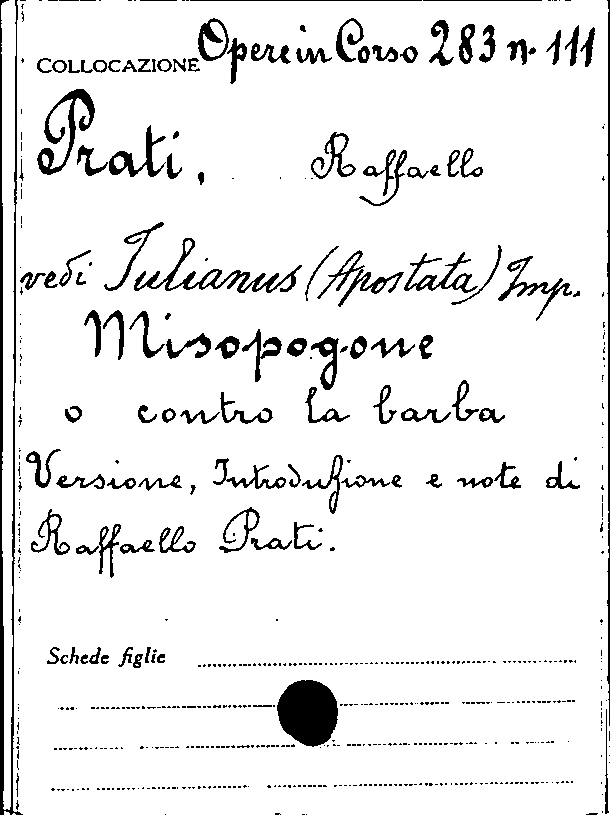 COLLOCAZIONE Opere in Corso 283 n. 111
Prati, Raffaello
vedi Iulianus (Apostata) Imp.
Misopogone
o contro la barba
Versione, Introduzione e note di
Raffaello Prati.
Schede figlie